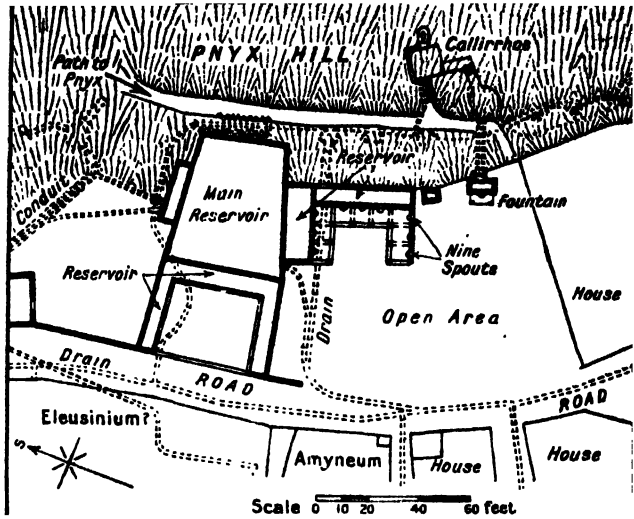 PNYX HILL
Callirrhoe
Path to
Pnyx
Conduit
Main
Reservoir
Reservoir
Fountain
Nine
Spouts
Reservoir
Drain
Open Area
House
Drain
ROAD
ROAD
Eleusinium?
S
Amyneum
House
House
Scale 0 10 20 40 60 feet